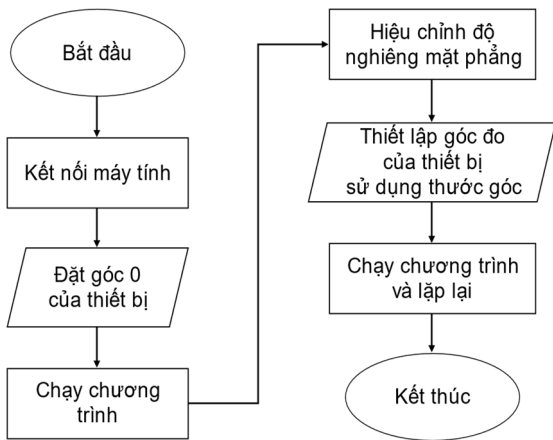 Bắt đầu
Kết nối máy tính
Đặt góc 0
của thiết bị
Chạy chương
trình
Hiệu chỉnh độ
nghiêng mặt phẳng
Thiết lập góc đo
của thiết bị
sử dụng thước góc
Chạy chương trình
và lặp lại
Kết thúc